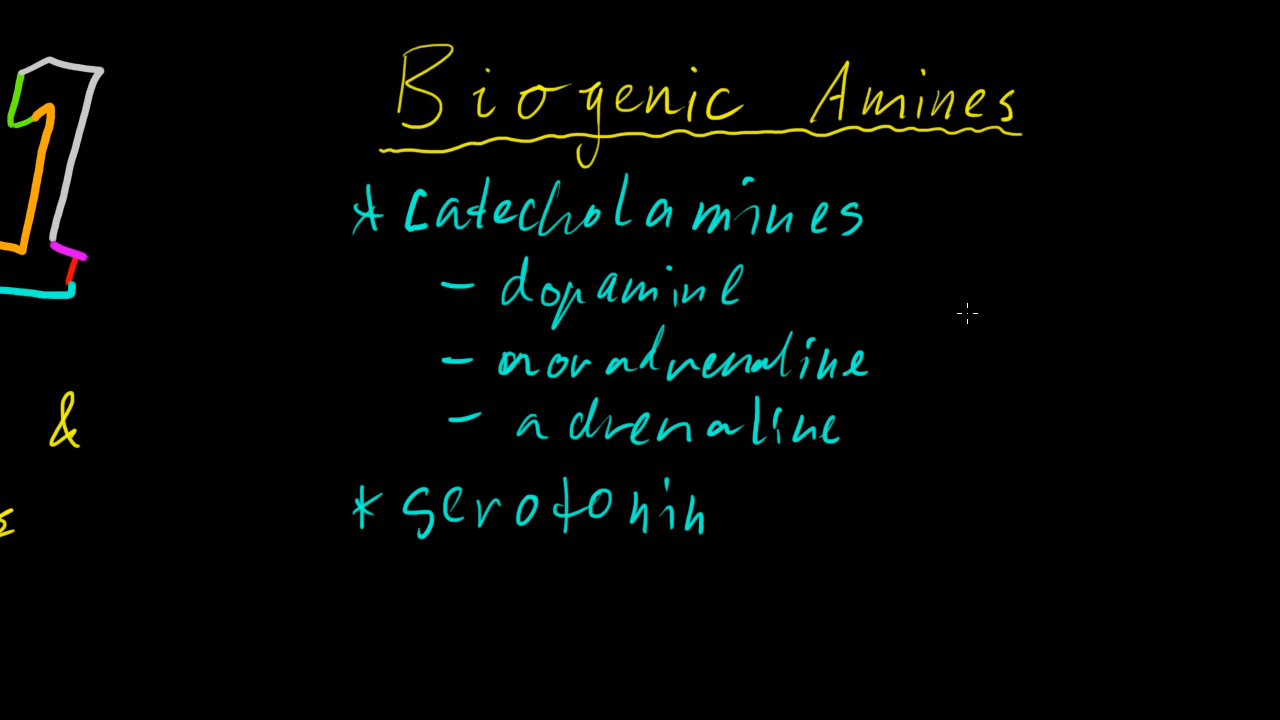 Biogenic Amines
* Catecholamines
- dopamine
- noradrenaline
- adrenaline
&
* Serotonin